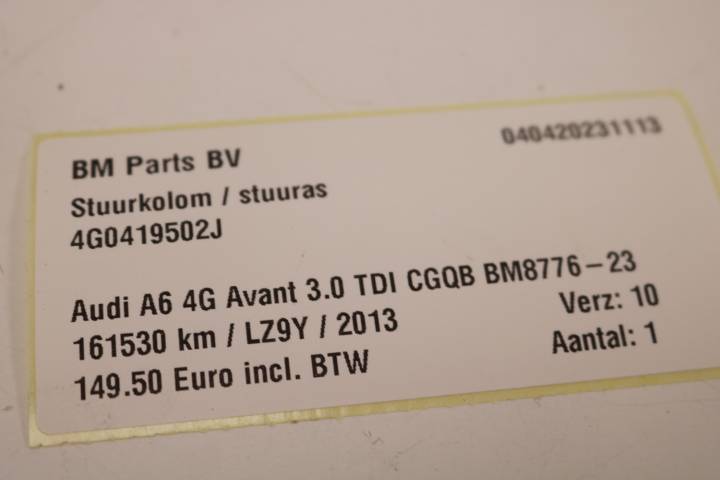 BM Parts BV
040420231113
Stuurkolom / stuuras
4G0419502J
Audi A6 4G Avant 3.0 TDI CGQB BM8776-23
161530 km / LZ9Y / 2013
Verz: 10
149.50 Euro incl. BTW
Aantal: 1